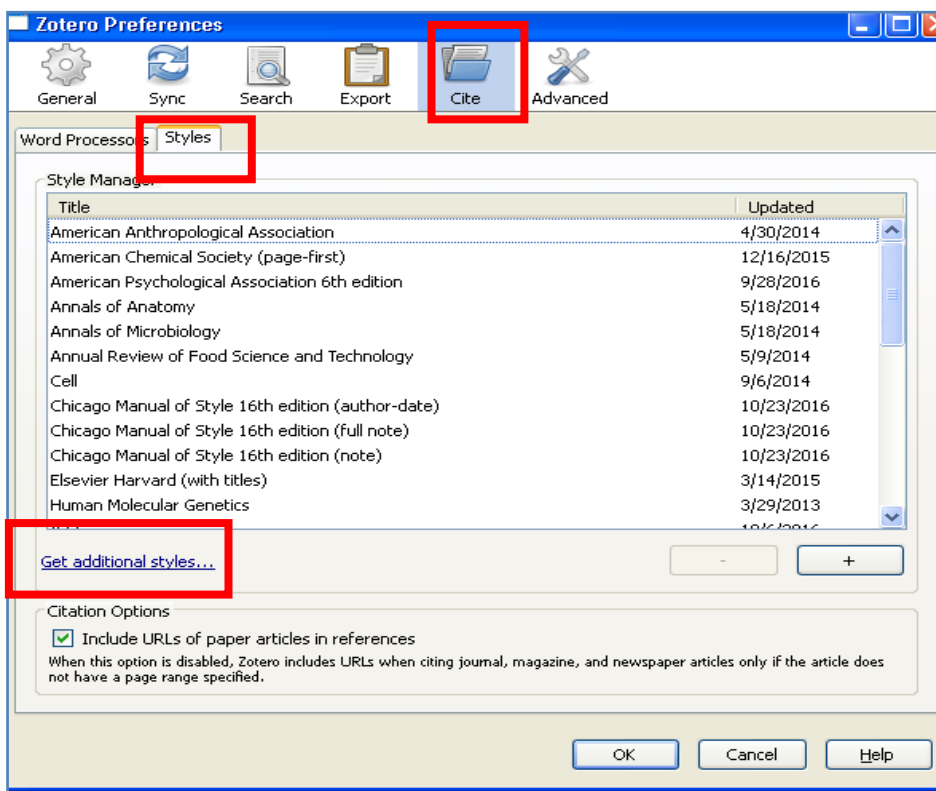 Zotero Preferences
General Sync Search Export Cite Advanced
Word Processors Styles
Style Manager
Title Updated
American Anthropological Association 4/30/2014
American Chemical Society (page-first) 12/16/2015
American Psychological Association 6th edition 9/28/2016
Annals of Anatomy 5/18/2014
Annals of Microbiology 5/18/2014
Annual Review of Food Science and Technology 5/9/2014
Cell 9/6/2014
Chicago Manual of Style 16th edition (author-date) 10/23/2016
Chicago Manual of Style 16th edition (full note) 10/23/2016
Chicago Manual of Style 16th edition (note) 10/23/2016
Elsevier Harvard (with titles) 3/14/2015
Human Molecular Genetics 3/29/2013
Get additional styles... - +
Citation Options
Include URLs of paper articles in references
When this option is disabled, Zotero includes URLs when citing journal, magazine, and newspaper articles only if the article does
not have a page range specified.
OK Cancel Help